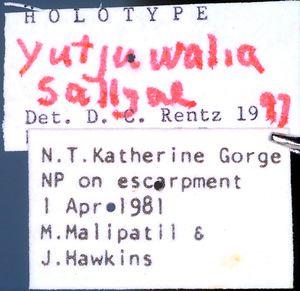 HOLOTYPE
Yutjuwalia
sallyae
Det. D. C. Rentz 1997
N.T.Katherine Gorge
NP on escarpment
1 Apr 1981
M.Malipatil &
J.Hawkins